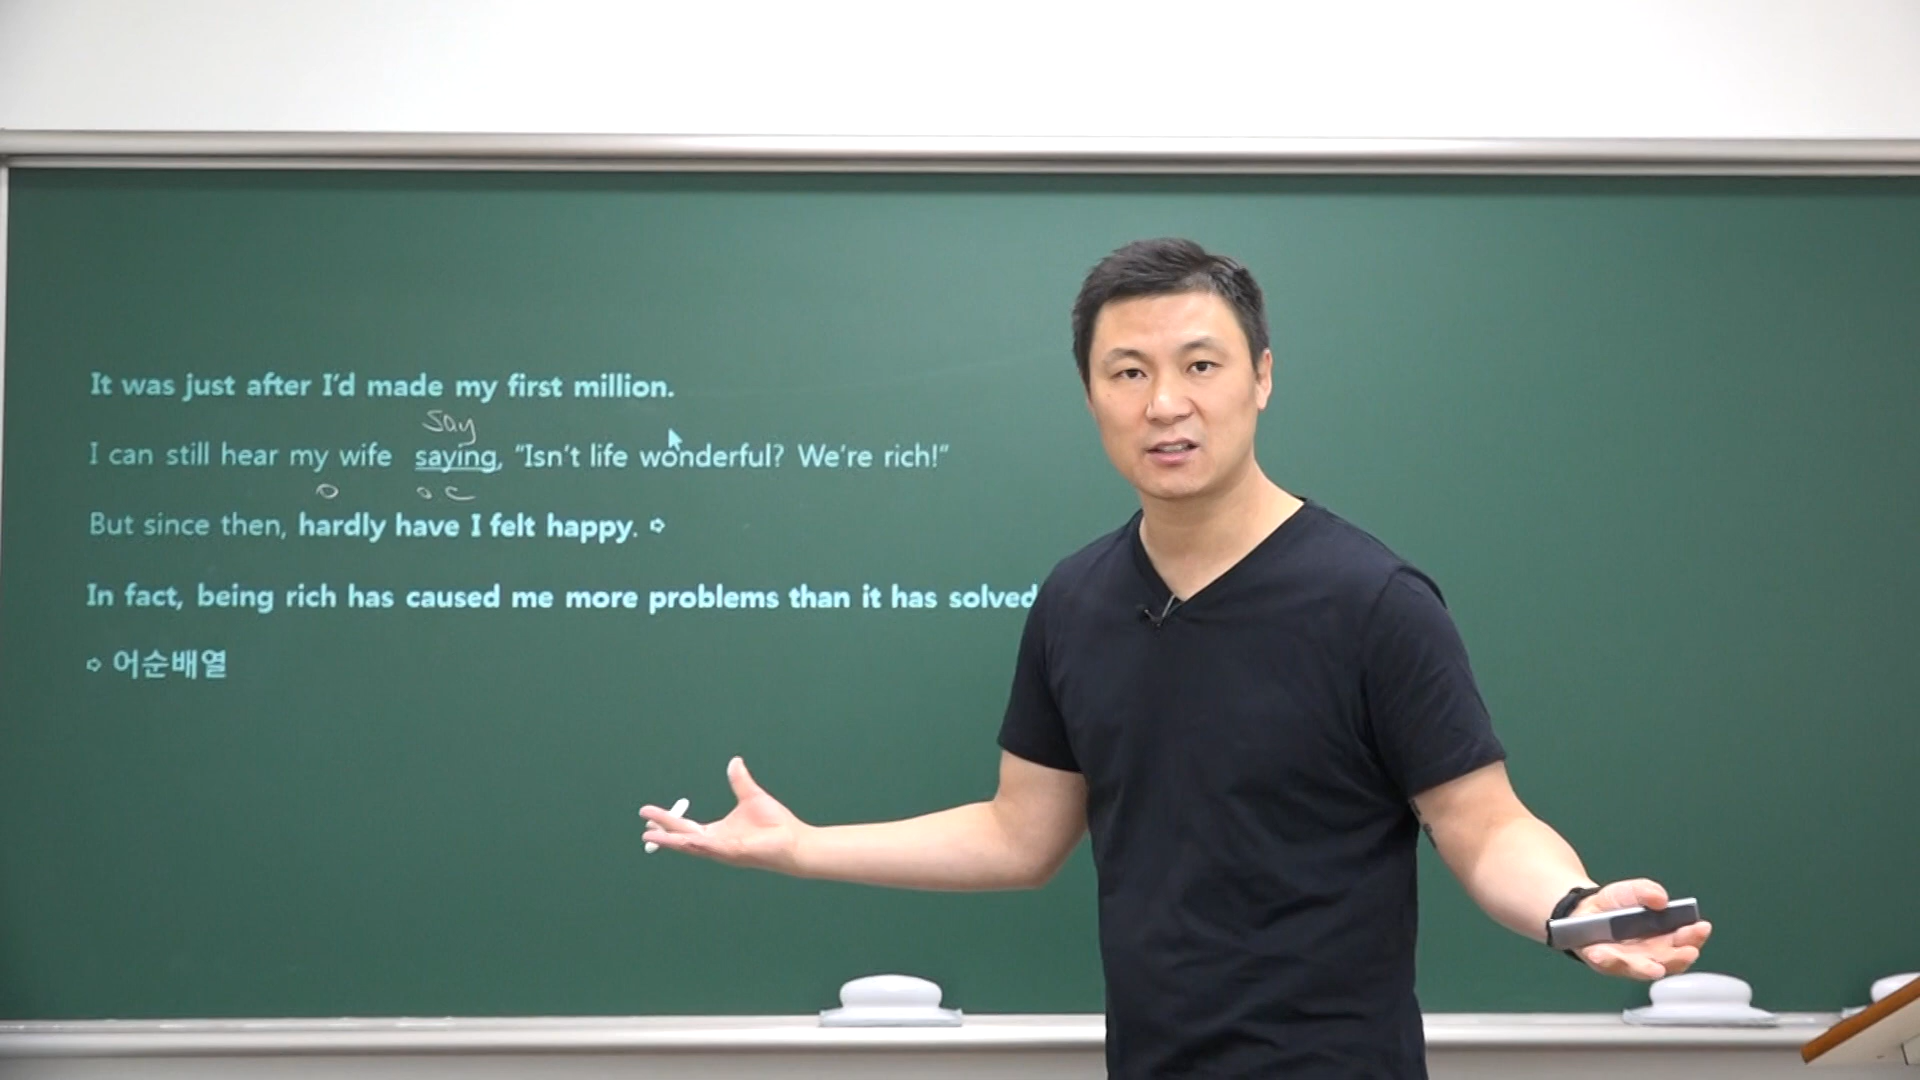 It was just after I'd made my first million.
say
I can still hear my wife saying, “Isn't life wonderful? We're rich!”
O O.C
But since then, hardly have I felt happy. ➪
In fact, being rich has caused me more problems than it has solved
➪ 어순배열